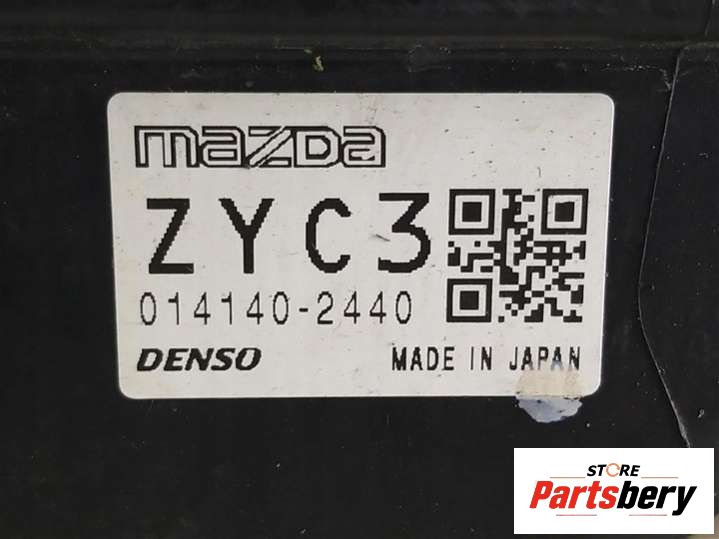 mazda
ZYC3
014140-2440
DENSO MADE IN JAPAN
STORE
Partsbery